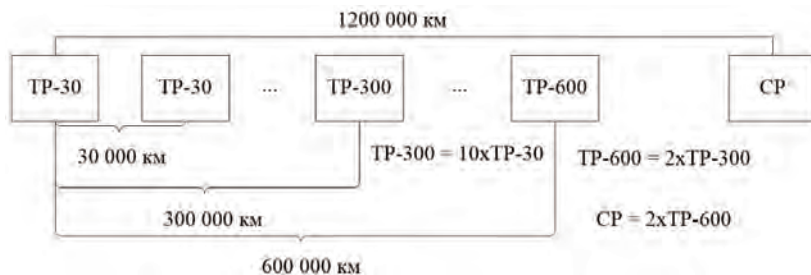 1200 000 км
ТР-30 ТР-30 ... ТР-300 ... ТР-600 СР
30 000 км
ТР-300 = 10хТР-30
ТР-600 = 2хТР-300
300 000 км
СР = 2хТР-600
600 000 км